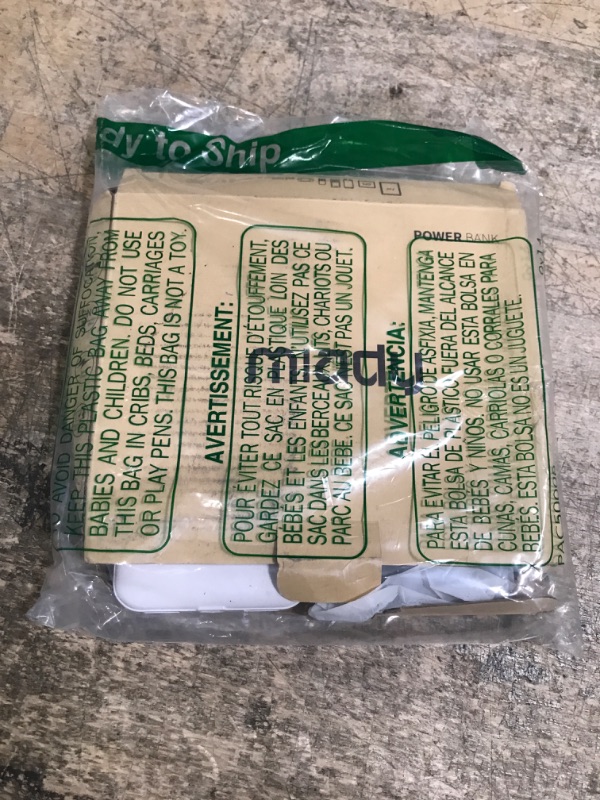 dy to Ship
POWER BANK
miady
O AVOID DANGER OF SUFFOCATION,
KEEP THIS PLASTIC BAG AWAY FROM
BABIES AND CHILDREN. DO NOT USE
THIS BAG IN CRIBS, BEDS, CARRIAGES
OR PLAY PENS. THIS BAG IS NOT A TOY.
AVERTISSEMENT:
POUR ÉVITER TOUT RISQUE D'ÉTOUFFEMENT,
GARDEZ CE SAC EN PLASTIQUE LOIN DES
BÉBÉS ET LES ENFANTS. N'UTILISEZ PAS CE
SAC DANS LES BERCEAUX, LITS, CHARIOTS OU
PARC AU BÉBÉ. CE SAC N'EST PAS UN JOUET.
ADVERTENCIA:
PARA EVITAR EL PELIGRO DE ASFIXIA, MANTENGA
ESTA BOLSA DE PLÁSTICO FUERA DEL ALCANCE
DE BEBÉS Y NIÑOS. NO USAR ESTA BOLSA EN
CUNAS, CAMAS, CARRIOLAS O CORRALES PARA
BEBÉS. ESTA BOLSA NO ES UN JUGUETE.